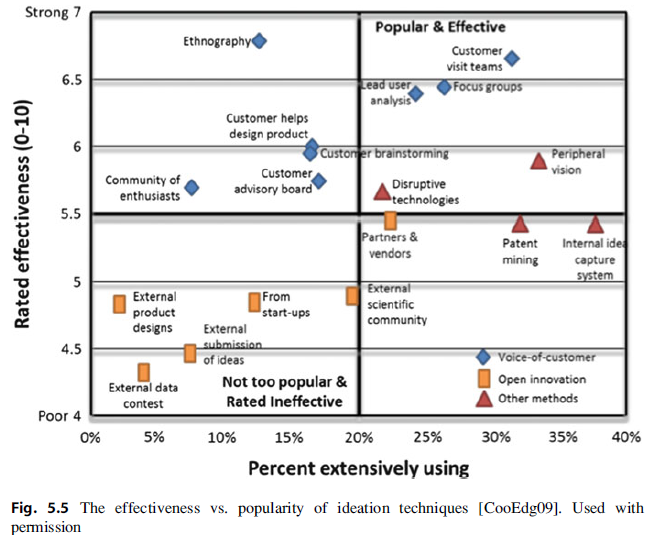 Strong 7
Popular & Effective
Ethnography
Customer
visit teams
6.5
Lead user
analysis
Focus groups
Customer helps
design product
6
Customer brainstorming
Peripheral
vision
Community of
enthusiasts
Customer
advisory board
Disruptive
technologies
5.5
Partners &
vendors
Patent
mining
Internal idea
capture
system
5
External
product
designs
From
start-ups
External
scientific
community
External
submission
of ideas
4.5
External data
contest
Not too popular &
Rated Ineffective
Voice-of-customer
Open innovation
Other methods
Poor 4
0% 5% 10% 15% 20% 25% 30% 35% 40%
Rated effectiveness (0-10)
Percent extensively using
Fig. 5.5 The effectiveness vs. popularity of ideation techniques [CooEdg09]. Used with
permission